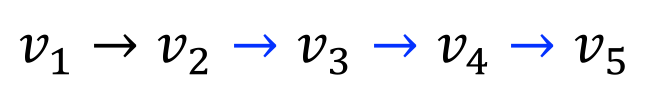 v₁ → v₂ → v₃ → v₄ → v₅